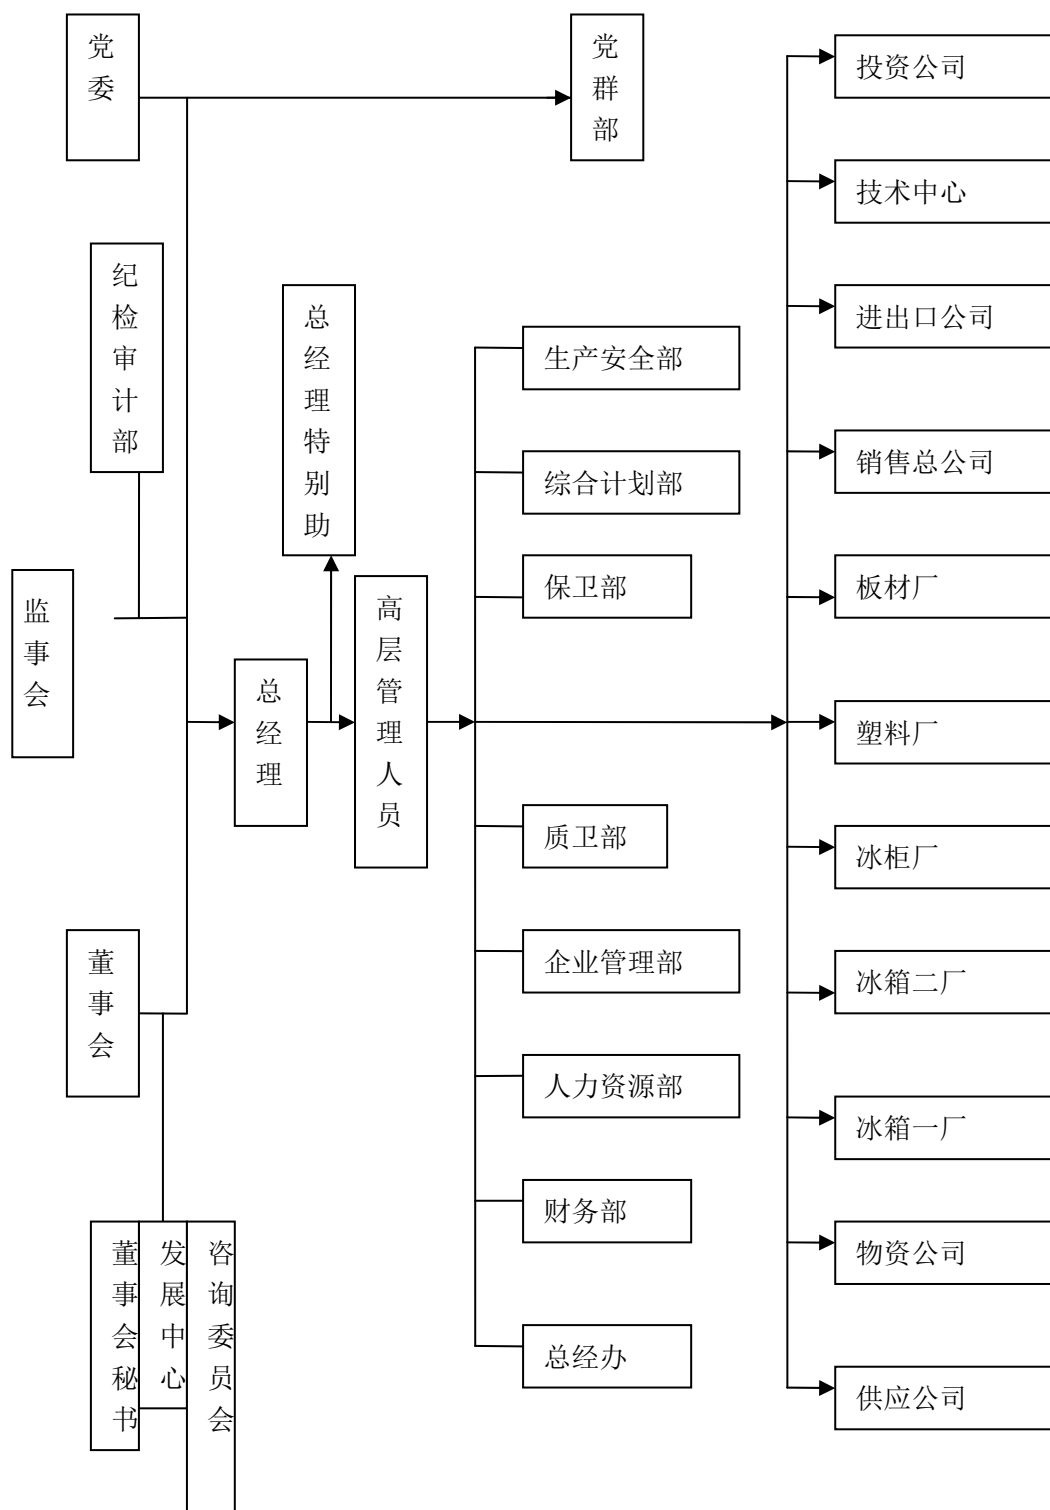 党委
党群部
纪检审计部
总经理特别助
监事会
总经理
高层管理人员
董事会
董事会秘书
发展中心
咨询委员会
生产安全部
综合计划部
保卫部
质卫部
企业管理部
人力资源部
财务部
总经办
投资公司
技术中心
进出口公司
销售总公司
板材厂
塑料厂
冰柜厂
冰箱二厂
冰箱一厂
物资公司
供应公司